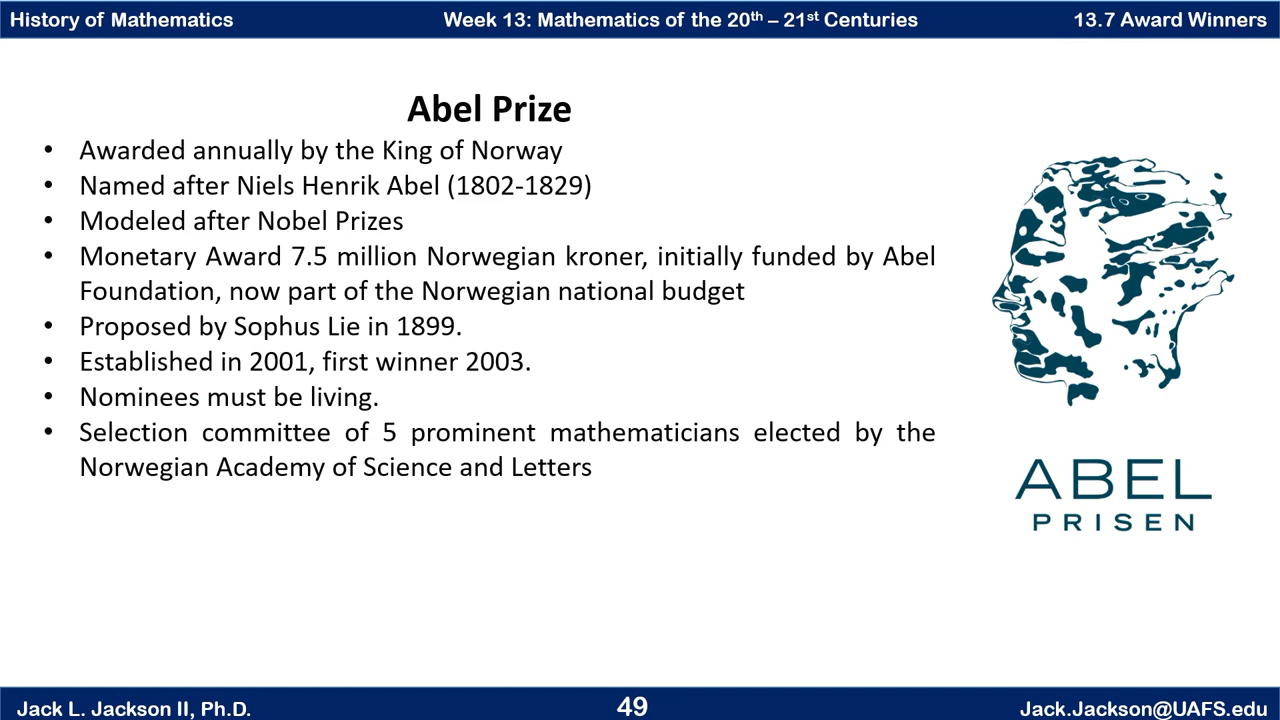 History of Mathematics Week 13: Mathematics of the 20th – 21st Centuries 13.7 Award Winners
Abel Prize
• Awarded annually by the King of Norway
• Named after Niels Henrik Abel (1802-1829)
• Modeled after Nobel Prizes
• Monetary Award 7.5 million Norwegian kroner, initially funded by Abel
Foundation, now part of the Norwegian national budget
• Proposed by Sophus Lie in 1899.
• Established in 2001, first winner 2003.
• Nominees must be living.
• Selection committee of 5 prominent mathematicians elected by the
Norwegian Academy of Science and Letters
ABEL
PRISEN
Jack L. Jackson II, Ph.D. 49 Jack.Jackson@UAFS.edu